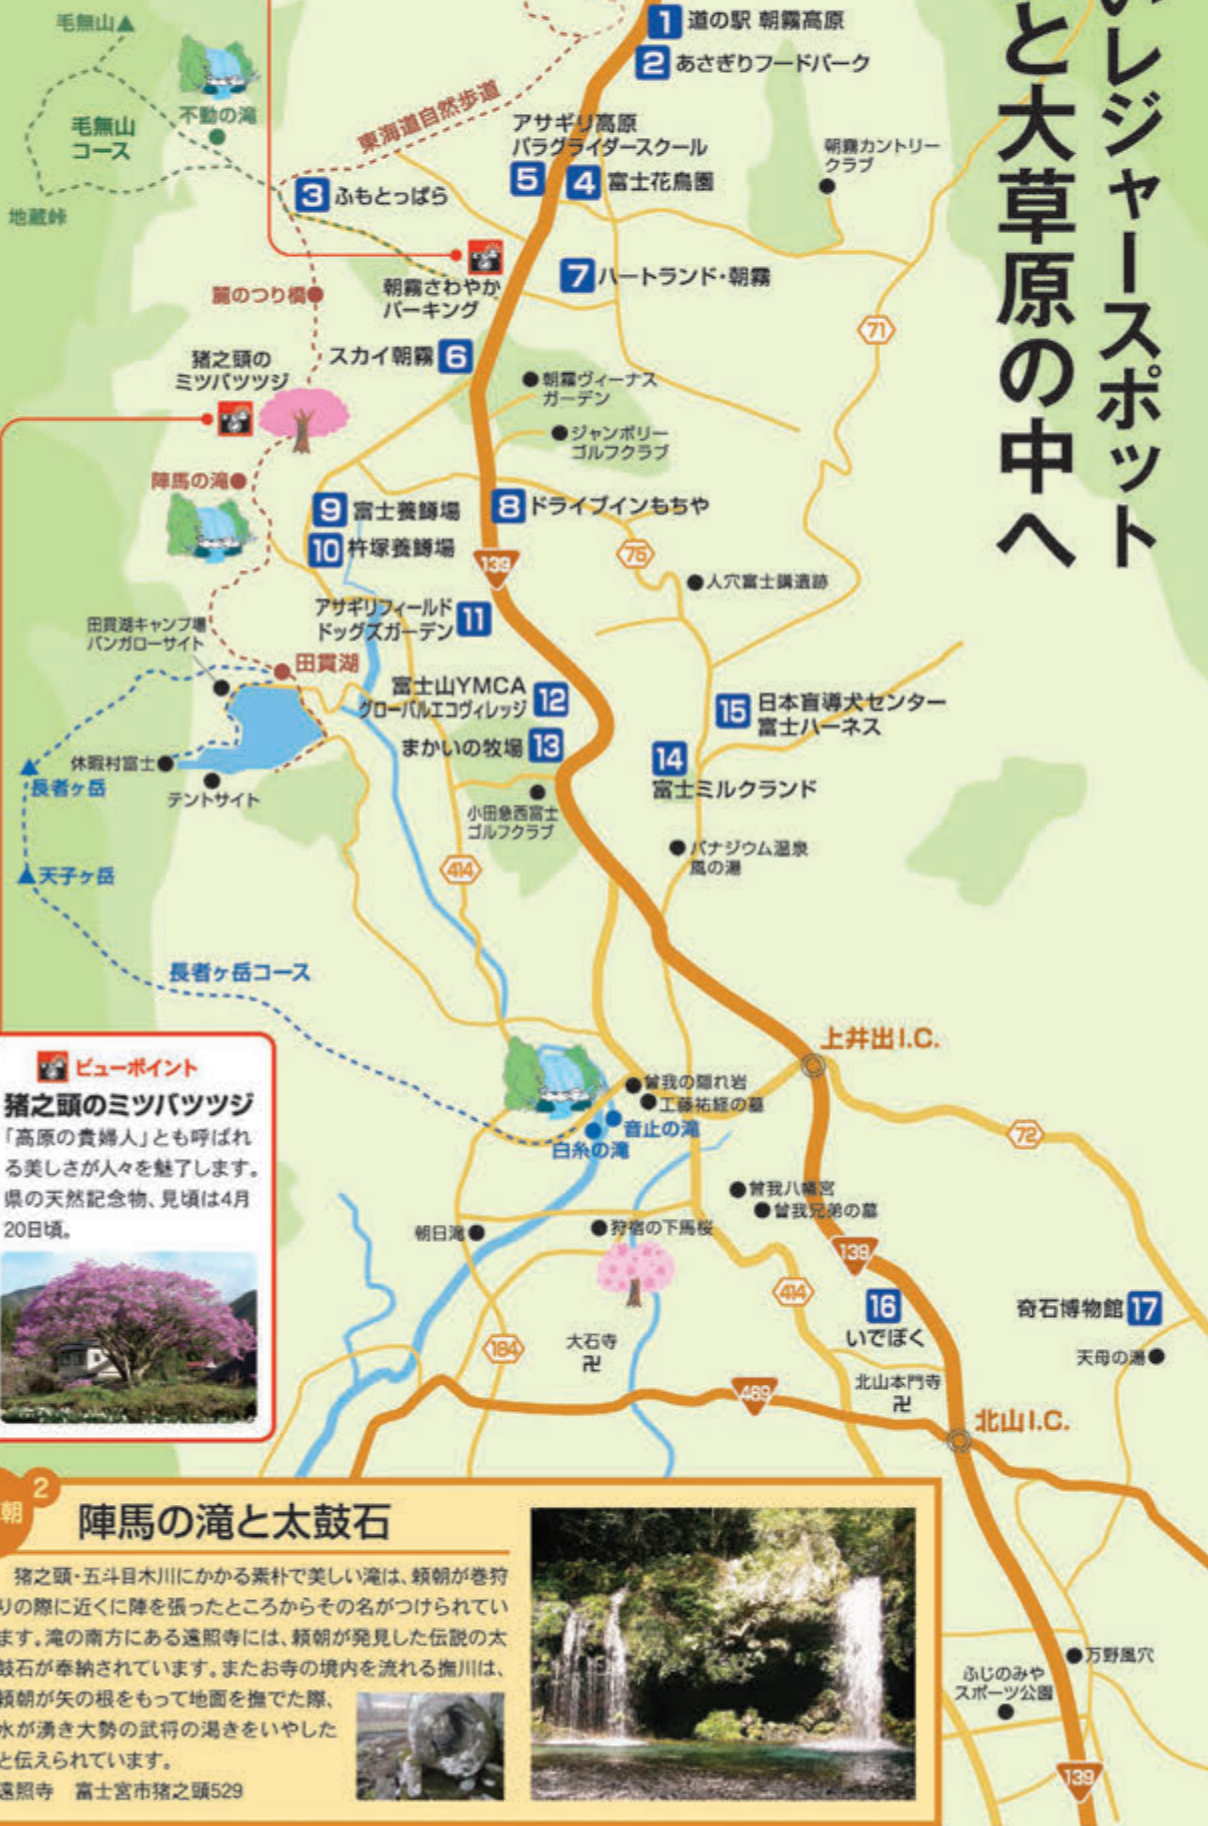 レジャースポット
と大草原の中へ
毛無山
不動の滝
毛無山
コース
地蔵峠
東海道自然歩道
1 道の駅 朝霧高原
2 あさぎりフードパーク
アサギリ高原
パラグライダースクール
5
4 富士花鳥園
朝霧カントリー
クラブ
3 ふもとっぱら
朝霧さわやか
パーキング
7 ハートランド・朝霧
麓のつり橋
71
スカイ朝霧 6
猪之頭の
ミツバツツジ
朝霧ヴィーナス
ガーデン
ジャンボリー
ゴルフクラブ
陣馬の滝
9 富士養鱒場
8 ドライブインもちや
10 杵塚養鱒場
139
75
人穴富士講遺跡
アサギリフィールド
ドッグズガーデン 11
田貫湖キャンプ場
バンガローサイト
田貫湖
富士山YMCA
グローバルエコヴィレッジ 12
15 日本盲導犬センター
富士ハーネス
まかいの牧場 13
14
富士ミルクランド
休暇村富士
長者ヶ岳
テントサイト
小田急西富士
ゴルフクラブ
バナジウム温泉
風の湯
414
天子ヶ岳
長者ヶ岳コース
上井出I.C.
曽我の隠れ岩
工藤祐経の墓
音止の滝
白糸の滝
72
曽我八幡宮
曽我兄弟の墓
朝日滝
狩宿の下馬桜
139
414
16
いでぼく
奇石博物館 17
天母の湯
184
大石寺
卍
北山本門寺
卍
469
北山I.C.
ビューポイント
猪之頭のミツバツツジ
「高原の貴婦人」とも呼ばれ
る美しさが人々を魅了します。
県の天然記念物、見頃は4月
20日頃。
朝
2
陣馬の滝と太鼓石
猪之頭・五斗目木川にかかる素朴で美しい滝は、頼朝が巻狩
りの際に近くに陣を張ったところからその名がつけられてい
ます。滝の南方にある遠照寺には、頼朝が発見した伝説の太
鼓石が奉納されています。またお寺の境内を流れる撫川は、
頼朝が矢の根をもって地面を撫でた際、
水が湧き大勢の武将の渇きをいやした
と伝えられています。
遠照寺　富士宮市猪之頭529
万野風穴
ふじのみや
スポーツ公園
139